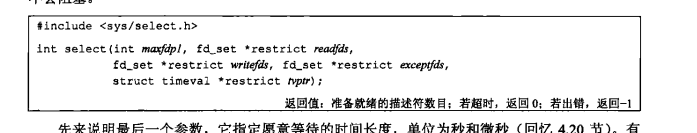 #include <sys/select.h>
int select(int maxfdp1, fd_set *restrict readfds,
fd_set *restrict writefds, fd_set *restrict exceptfds,
struct timeval *restrict tvptr);
返回值：准备就绪的描述符数目；若超时，返回 0；若出错，返回-1
先来说明最后一个参数，它指定愿意等待的时间长度，单位为秒和微秒（回忆 4.20 节）。有